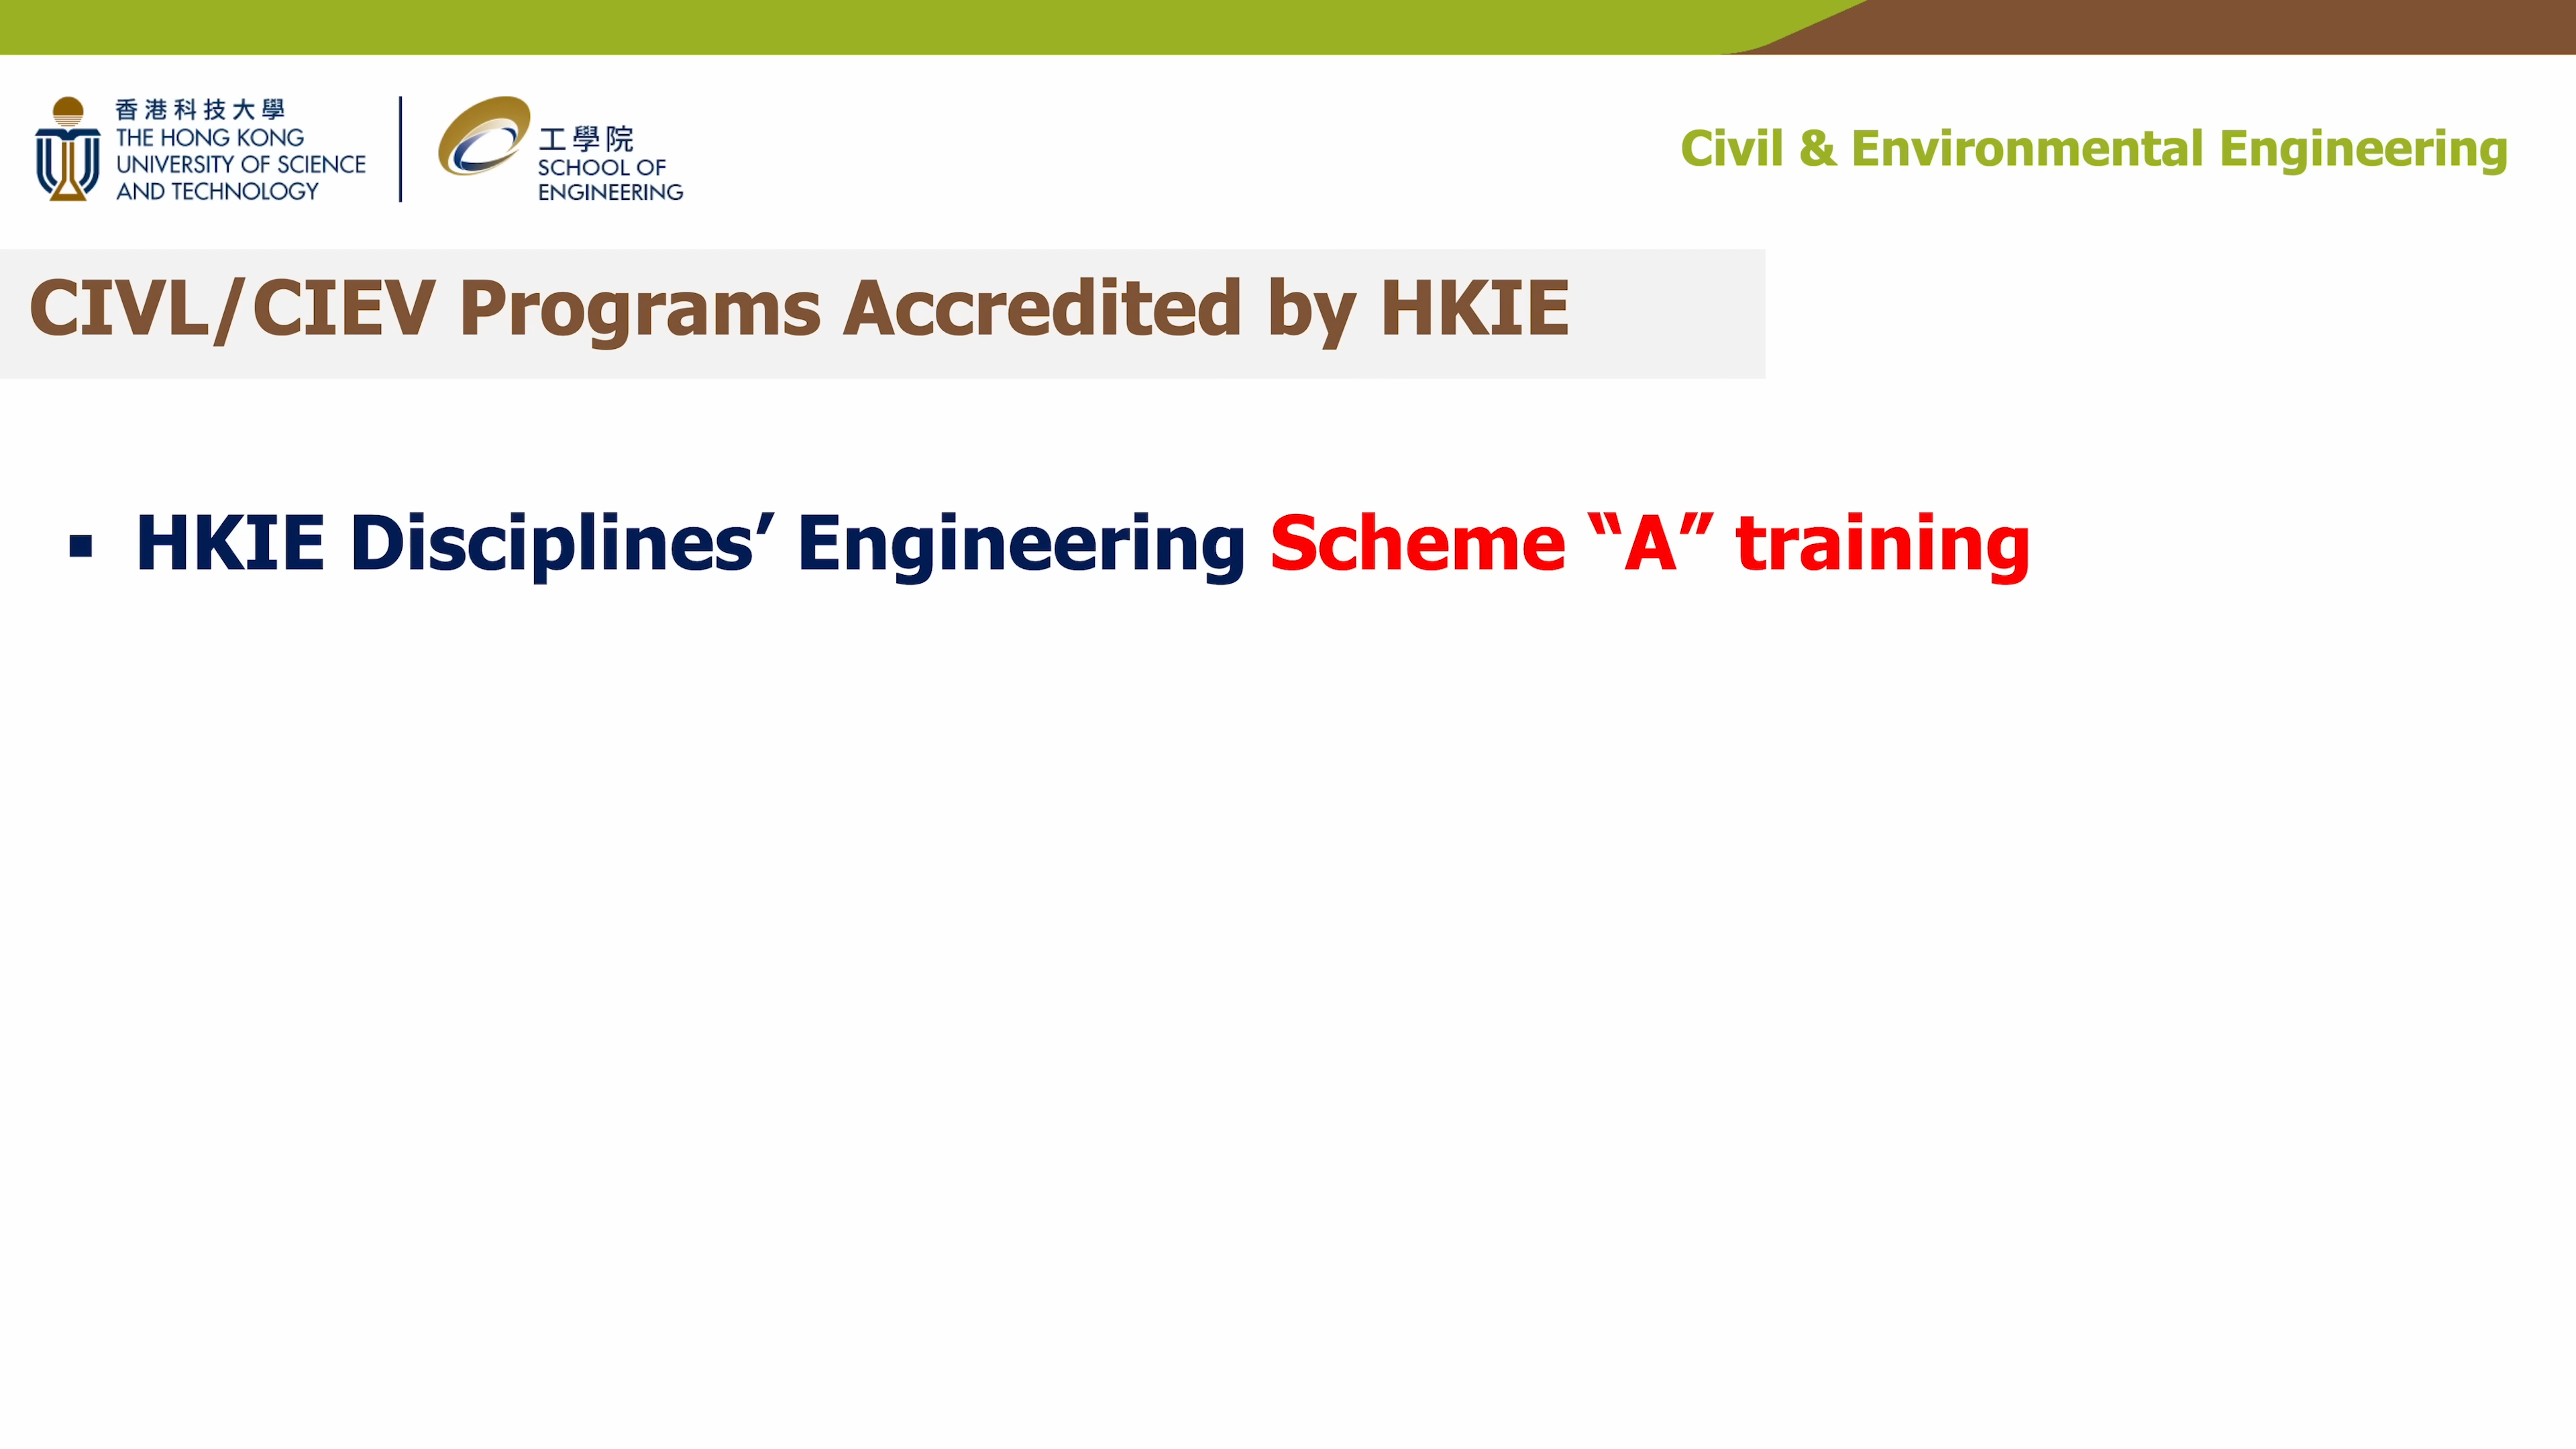 香港科技大學
THE HONG KONG
UNIVERSITY OF SCIENCE
AND TECHNOLOGY
工學院
SCHOOL OF
ENGINEERING
Civil & Environmental Engineering
CIVL/CIEV Programs Accredited by HKIE
▪ HKIE Disciplines’ Engineering Scheme “A” training